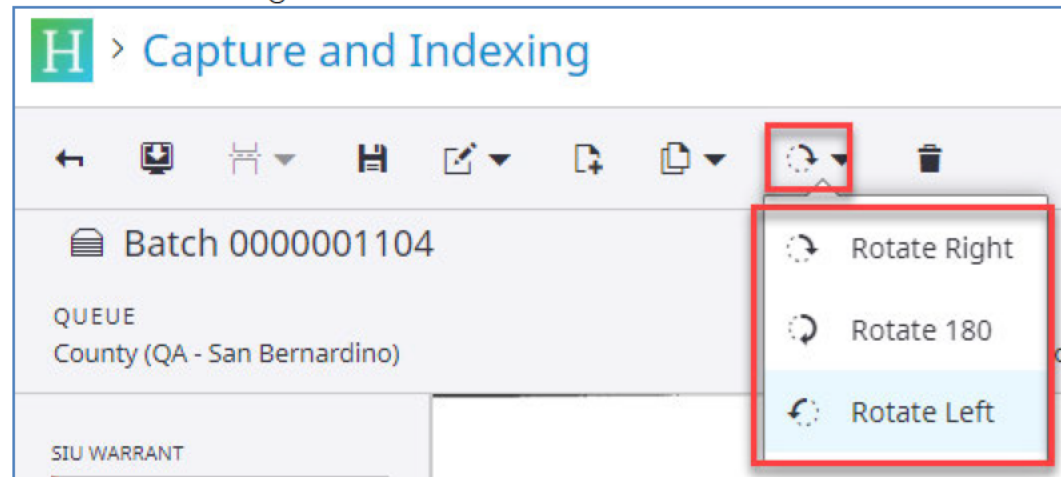 H > Capture and Indexing
Batch 0000001104
Rotate Right
QUEUE
Rotate 180
County (QA - San Bernardino)
Rotate Left
SIU WARRANT